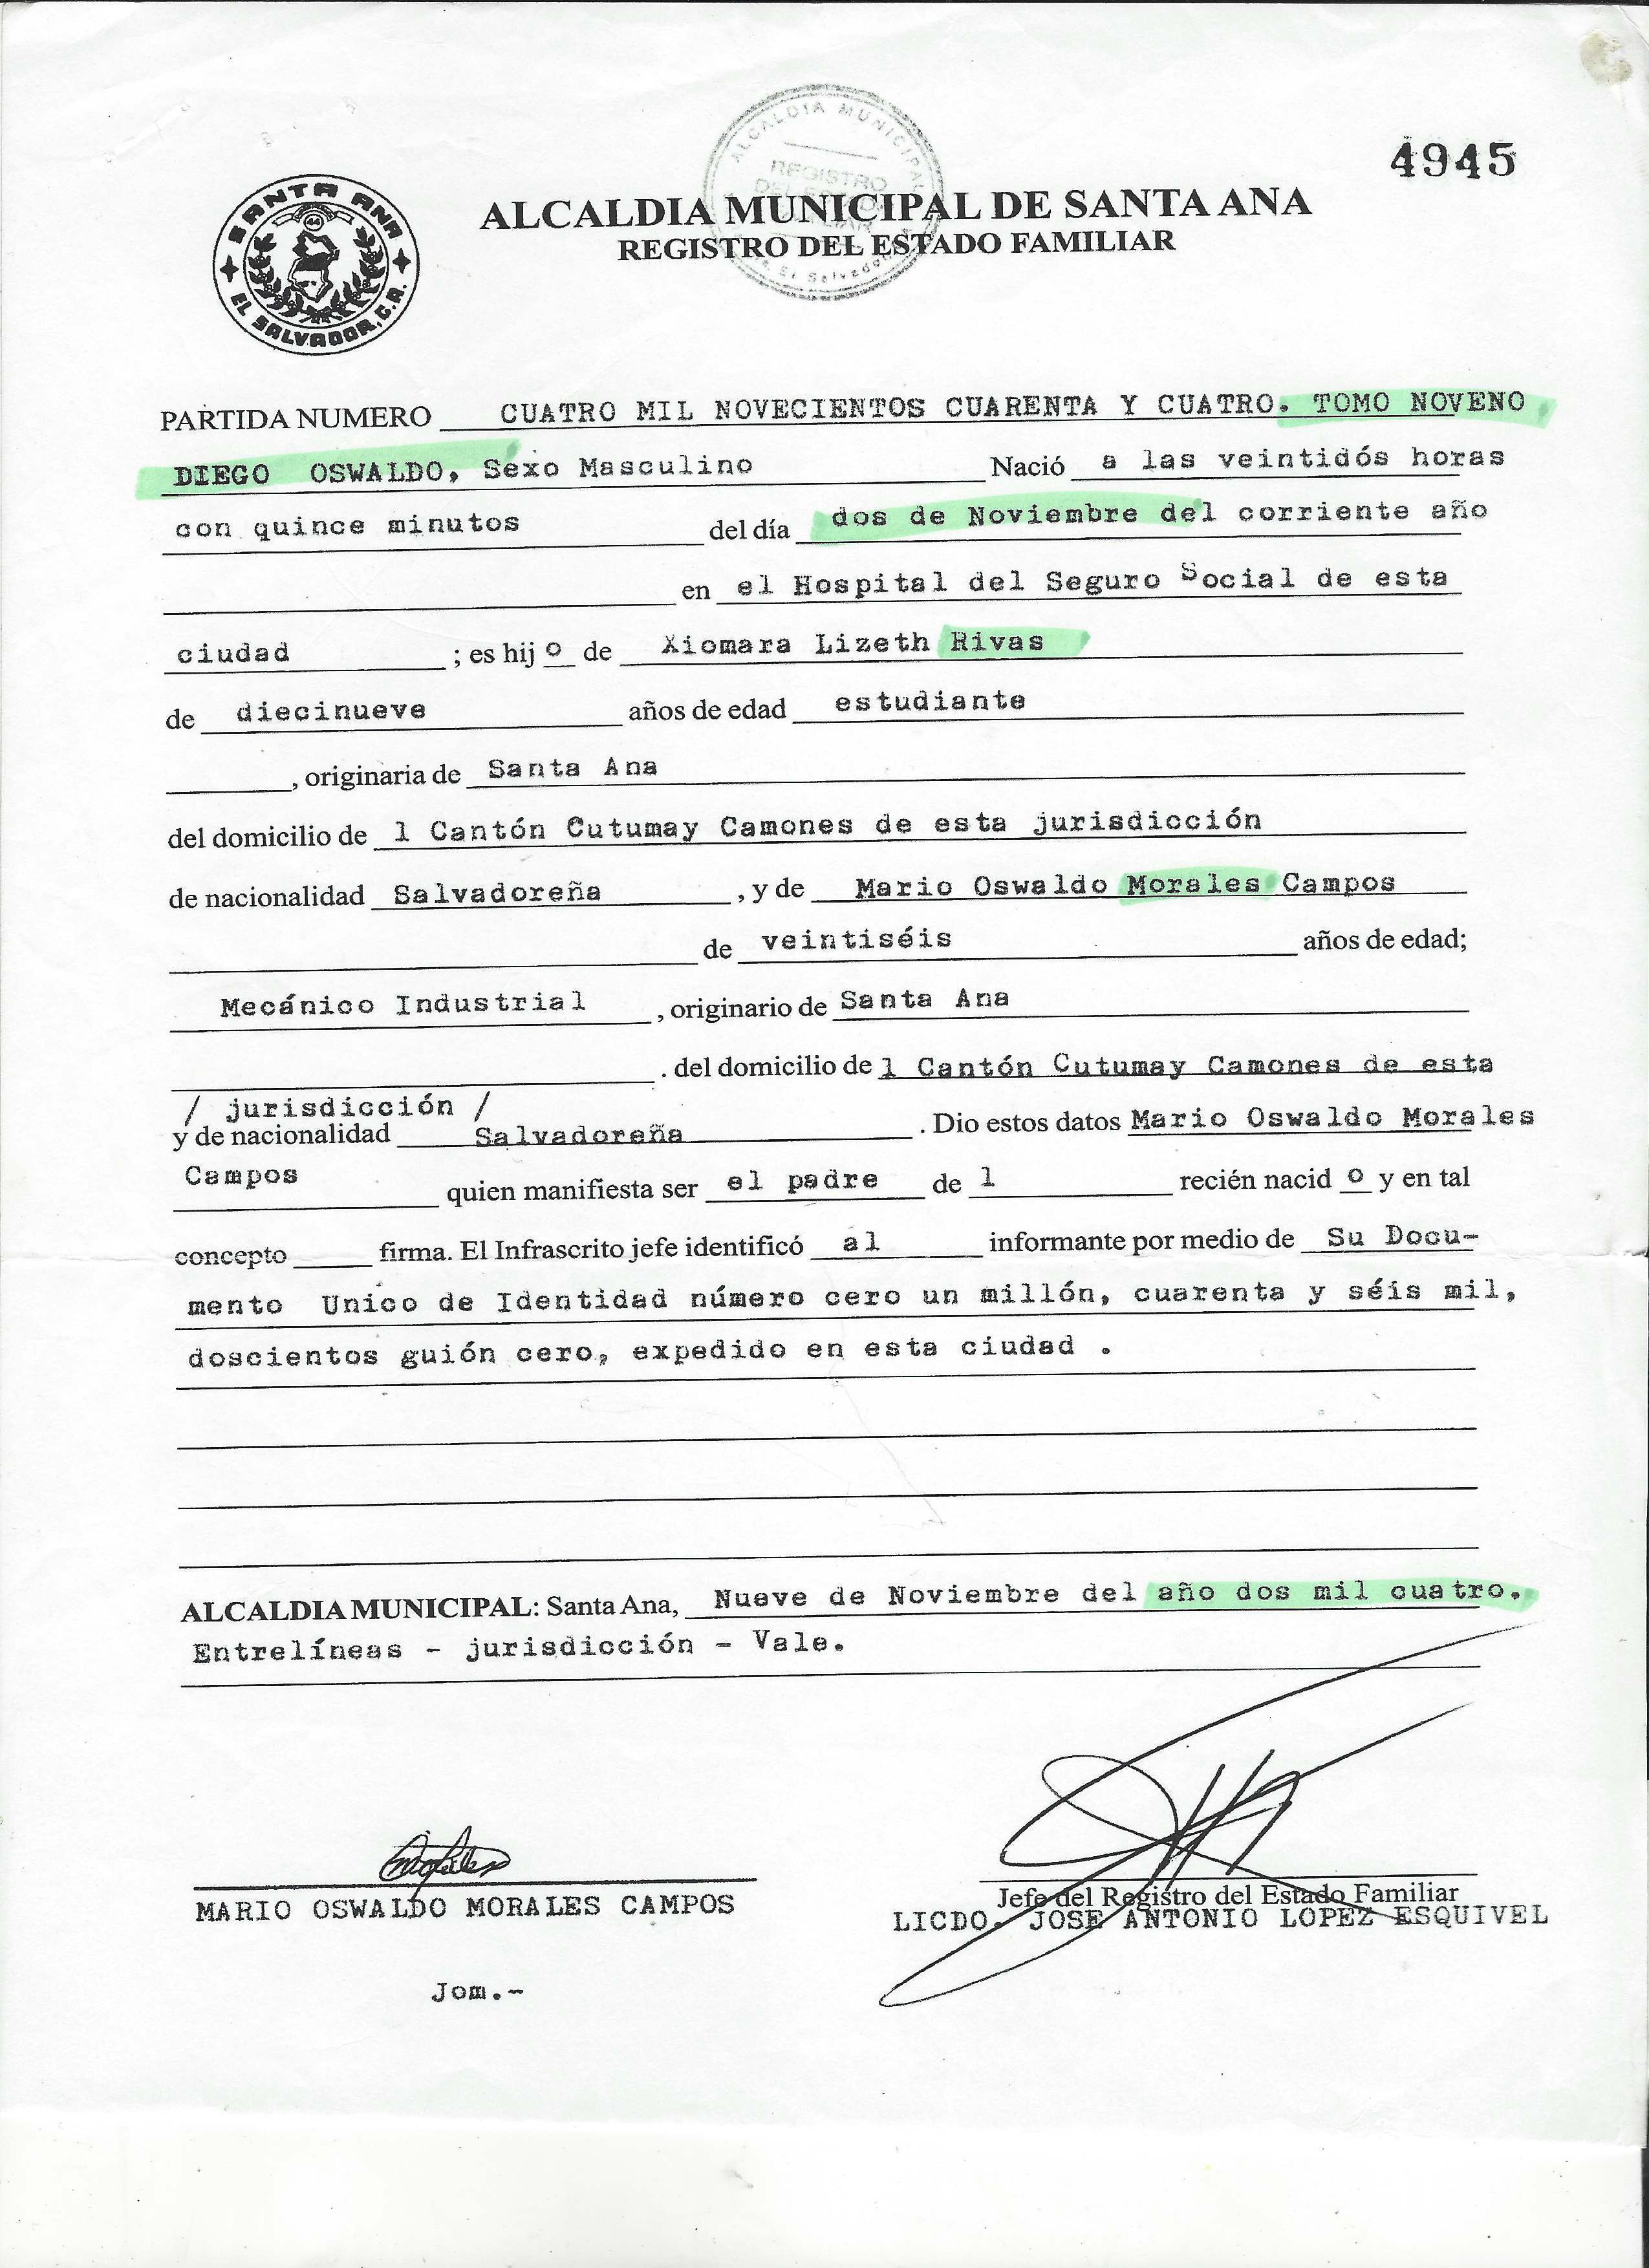 ALCALDIA MUNICIPAL
REGISTRO
4945
SANTA ANA
EL SALVADOR, C.A.
ALCALDIA MUNICIPAL DE SANTA ANA
REGISTRO DEL ESTADO FAMILIAR
El Salvador
PARTIDA NUMERO CUATRO MIL NOVECIENTOS CUARENTA Y CUATRO. TOMO NOVENO
DIEGO OSWALDO, Sexo Masculino Nació a las veintidós horas
con quince minutos del día dos de Noviembre del corriente año
en el Hospital del Seguro Social de esta
ciudad ; es hij o de Xiomara Lizeth Rivas
de diecinueve años de edad estudiante
, originaria de Santa Ana
del domicilio de l Cantón Cutumay Camones de esta jurisdicción
de nacionalidad Salvadoreña , y de Mario Oswaldo Morales Campos
de veintiséis años de edad;
Mecánico Industrial , originario de Santa Ana
. del domicilio de l Cantón Cutumay Camones de esta
/ jurisdicción /
y de nacionalidad Salvadoreña . Dio estos datos Mario Oswaldo Morales
Campos quien manifiesta ser el padre de l recién nacid o y en tal
concepto firma. El Infrascrito jefe identificó al informante por medio de Su Docu-
mento Unico de Identidad número cero un millón, cuarenta y séis mil,
doscientos guión cero, expedido en esta ciudad .
ALCALDIA MUNICIPAL: Santa Ana, Nueve de Noviembre del año dos mil cuatro.
Entrelíneas - jurisdicción - Vale.
MARIO OSWALDO MORALES CAMPOS
Jefe del Registro del Estado Familiar
LICDO. JOSE ANTONIO LOPEZ ESQUIVEL
Jom.-